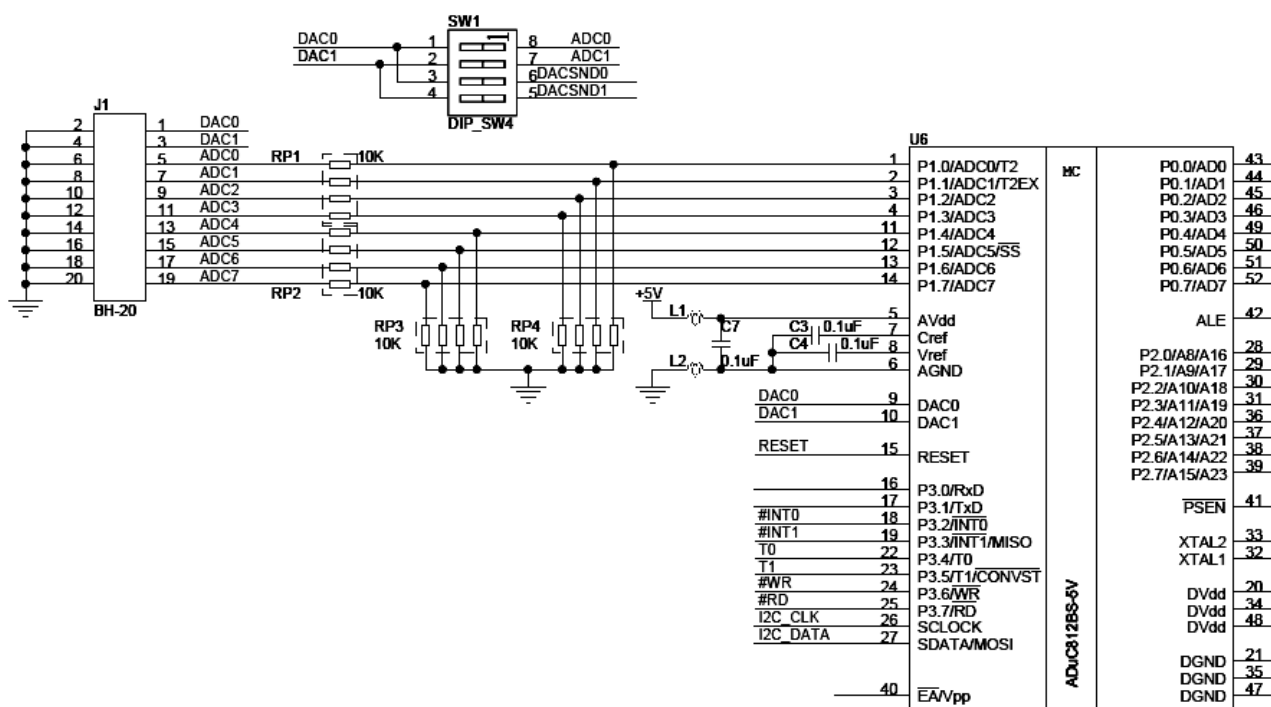 SW1
DAC0 1 8 ADC0
DAC1 2 7 ADC1
3 6 DACSND0
4 5 DACSND1
DIP_SW4
J1
2 1 DAC0
4 3 DAC1
6 5 ADC0 RP1 10K
8 7 ADC1
10 9 ADC2
12 11 ADC3
14 13 ADC4
16 15 ADC5
18 17 ADC6
20 19 ADC7
BH-20
RP2 10K
RP3
10K
RP4
10K
+5V
L1
L2
C7
0.1uF
C3 0.1uF
C4 0.1uF
U6
MC
ADuC812BS-5V
1 P1.0/ADC0/T2
2 P1.1/ADC1/T2EX
3 P1.2/ADC2
4 P1.3/ADC3
11 P1.4/ADC4
12 P1.5/ADC5/SS
13 P1.6/ADC6
14 P1.7/ADC7
5 AVdd
7 Cref
8 Vref
6 AGND
DAC0 9 DAC0
DAC1 10 DAC1
RESET 15 RESET
16 P3.0/RxD
17 P3.1/TxD
#INT0 18 P3.2/INT0
#INT1 19 P3.3/INT1/MISO
T0 22 P3.4/T0
T1 23 P3.5/T1/CONVST
#WR 24 P3.6/WR
#RD 25 P3.7/RD
I2C_CLK 26 SCLOCK
I2C_DATA 27 SDATA/MOSI
40 EA/Vpp
P0.0/AD0 43
P0.1/AD1 44
P0.2/AD2 45
P0.3/AD3 46
P0.4/AD4 49
P0.5/AD5 50
P0.6/AD6 51
P0.7/AD7 52
ALE 42
P2.0/A8/A16 28
P2.1/A9/A17 29
P2.2/A10/A18 30
P2.3/A11/A19 31
P2.4/A12/A20 36
P2.5/A13/A21 37
P2.6/A14/A22 38
P2.7/A15/A23 39
PSEN 41
XTAL2 33
XTAL1 32
DVdd 20
DVdd 34
DVdd 48
DGND 21
DGND 35
DGND 47